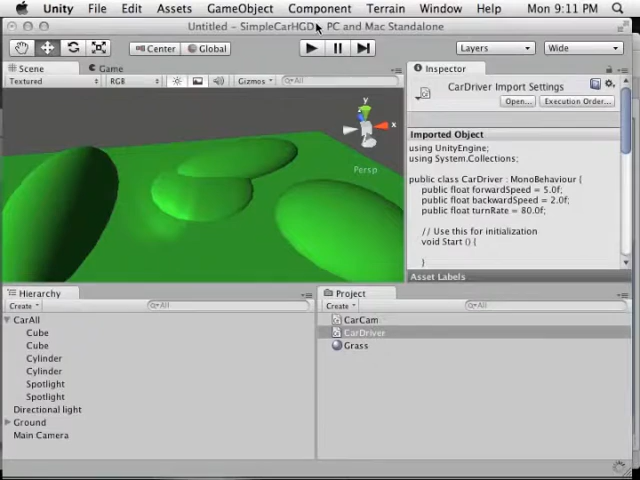 Unity File Edit Assets GameObject Component Terrain Window Help Mon 9:11 PM
Untitled - SimpleCarHGD - PC and Mac Standalone
Center Global Layers Wide
Scene Game Inspector
Textured RGB Gizmos All
CarDriver Import Settings
Open... Execution Order...
y
x
Persp
Imported Object
using UnityEngine;
using System.Collections;
public class CarDriver : MonoBehaviour {
public float forwardSpeed = 5.0f;
public float backwardSpeed = 2.0f;
public float turnRate = 80.0f;
// Use this for initialization
void Start () {
}
Asset Labels
Hierarchy
Create All
CarAll
Cube
Cube
Cylinder
Cylinder
Spotlight
Spotlight
Directional light
Ground
Main Camera
Project
Create All
CarCam
CarDriver
Grass